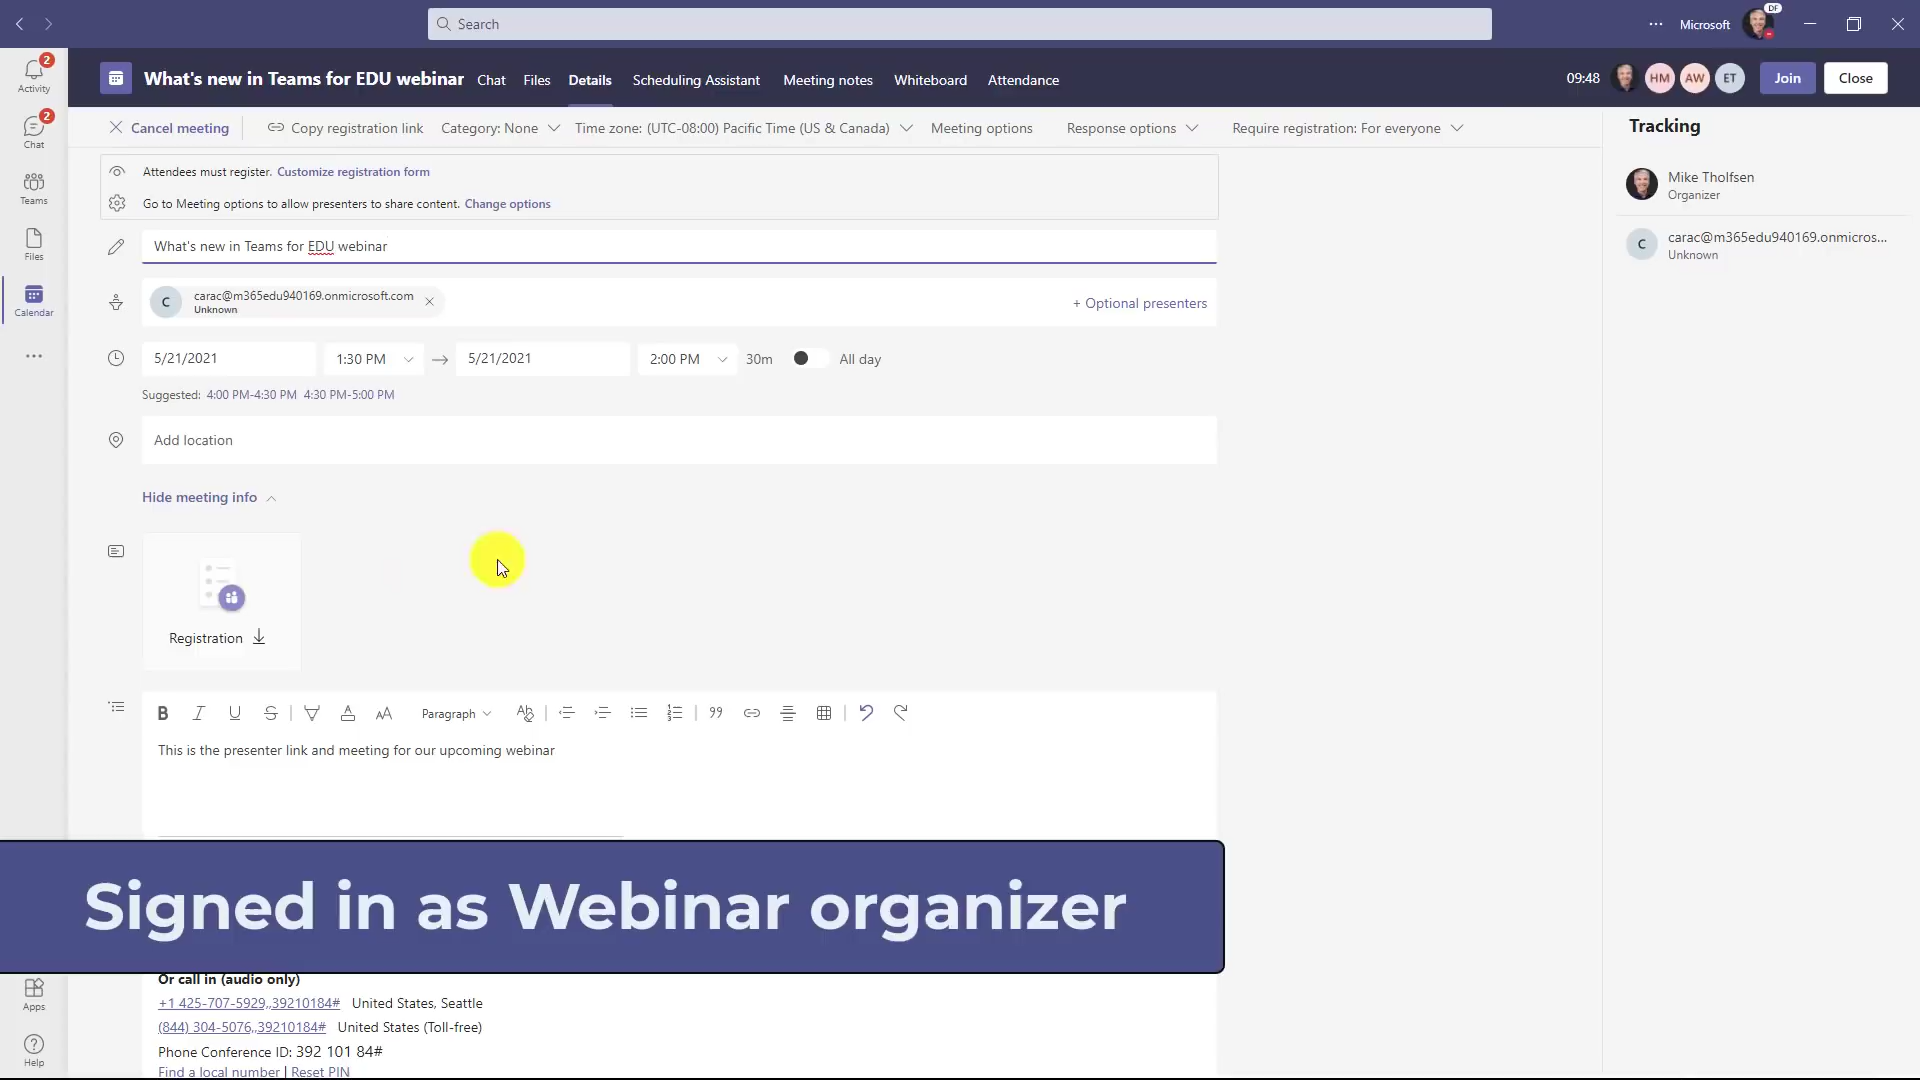 Search
Microsoft
DF
2
Activity
2
Chat
Teams
Files
Calendar
Apps
Help
What's new in Teams for EDU webinar
Chat
Files
Details
Scheduling Assistant
Meeting notes
Whiteboard
Attendance
09:48
HM
AW
ET
Join
Close
Cancel meeting
Copy registration link
Category: None
Time zone: (UTC-08:00) Pacific Time (US & Canada)
Meeting options
Response options
Require registration: For everyone
Attendees must register. Customize registration form
Go to Meeting options to allow presenters to share content. Change options
What's new in Teams for EDU webinar
C
carac@m365edu940169.onmicrosoft.com
Unknown
+ Optional presenters
5/21/2021
1:30 PM
5/21/2021
2:00 PM
30m
All day
Suggested: 4:00 PM-4:30 PM 4:30 PM-5:00 PM
Add location
Hide meeting info
Registration
B I U S A AA Paragraph
This is the presenter link and meeting for our upcoming webinar
Signed in as Webinar organizer
Or call in (audio only)
+1 425-707-5929,,39210184# United States, Seattle
(844) 304-5076,,39210184# United States (Toll-free)
Phone Conference ID: 392 101 84#
Find a local number | Reset PIN
Tracking
Mike Tholfsen
Organizer
C
carac@m365edu940169.onmicros...
Unknown